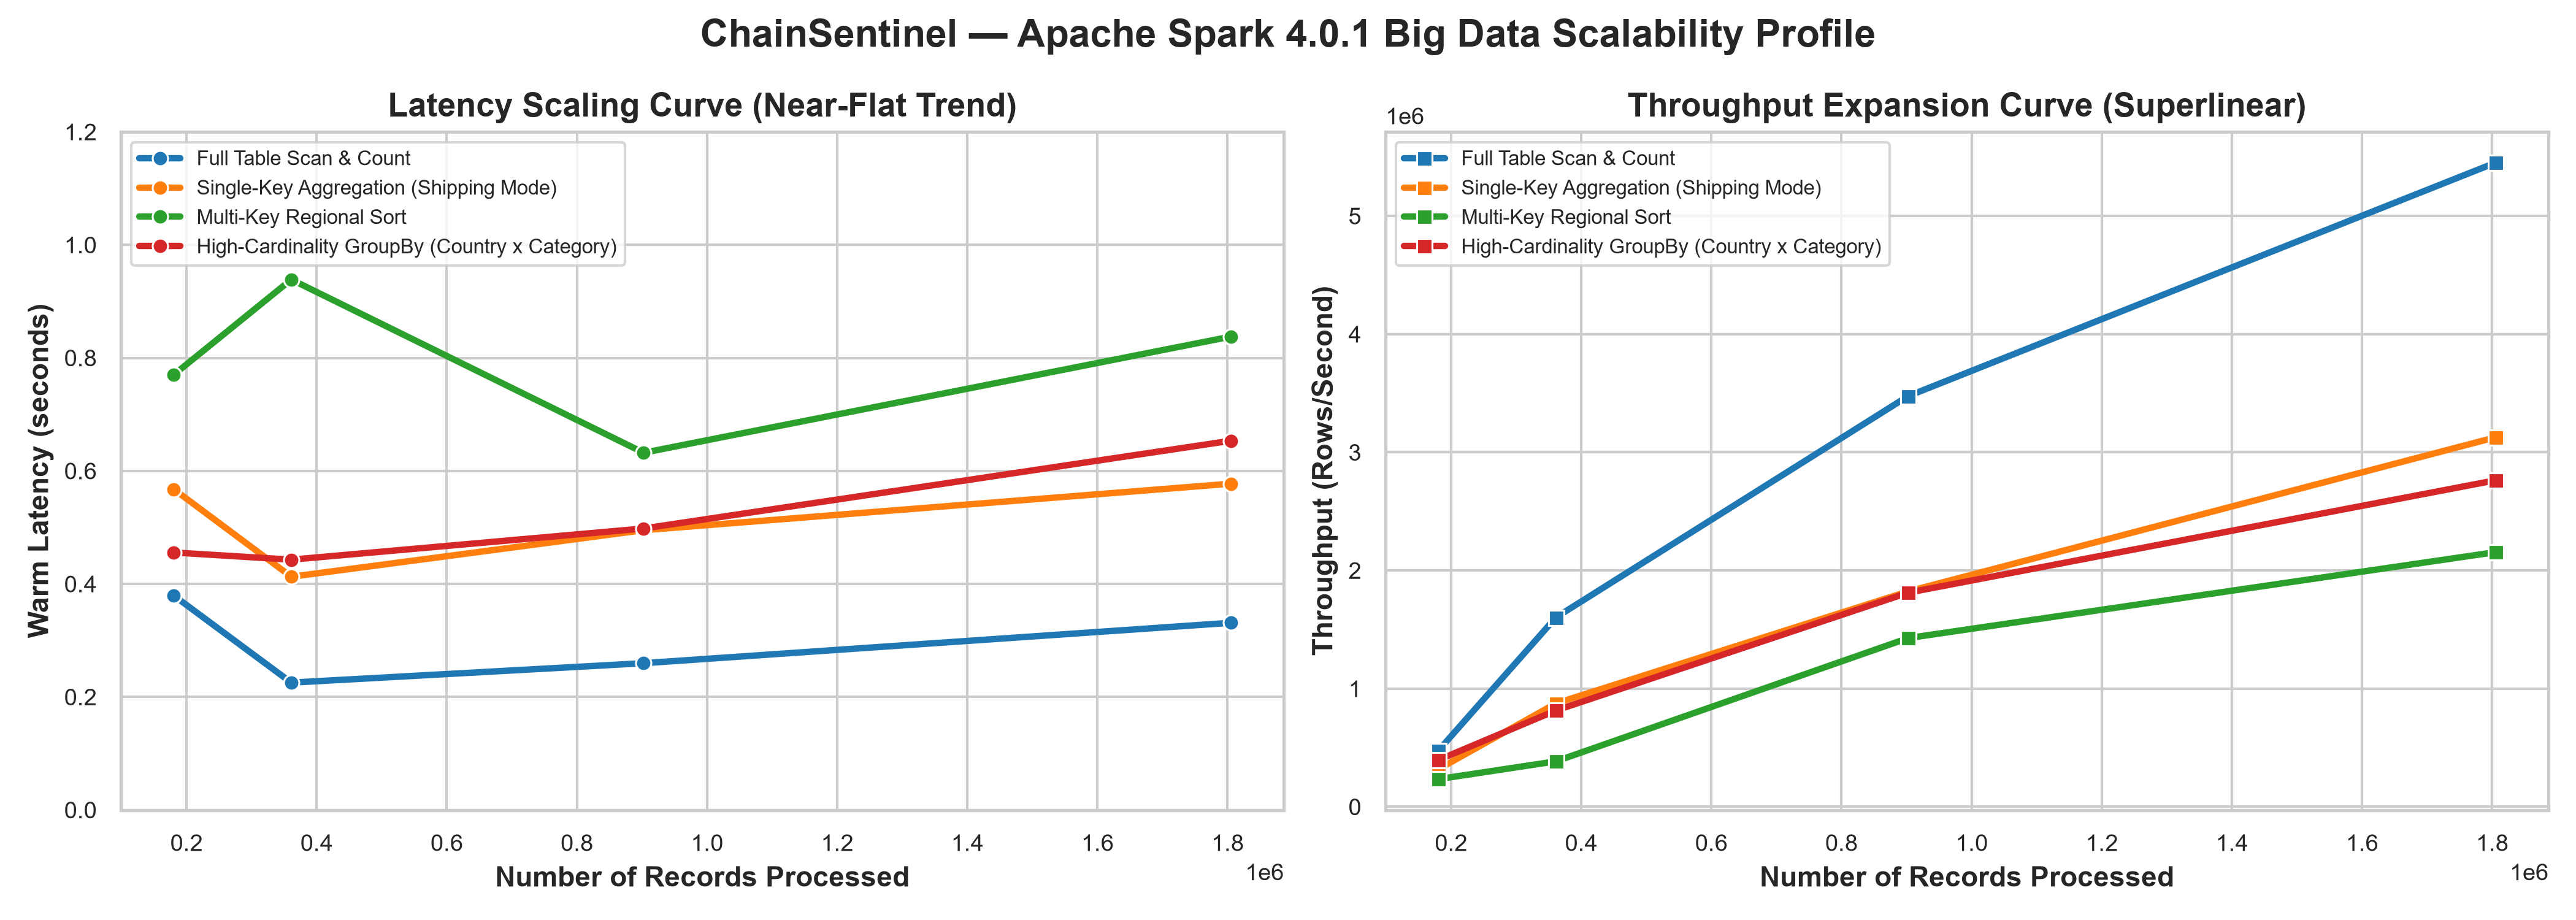 ChainSentinel — Apache Spark 4.0.1 Big Data Scalability Profile
Latency Scaling Curve (Near-Flat Trend)
1.2
1.0
0.8
0.6
0.4
0.2
0.0
Warm Latency (seconds)
Full Table Scan & Count
Single-Key Aggregation (Shipping Mode)
Multi-Key Regional Sort
High-Cardinality GroupBy (Country x Category)
0.2 0.4 0.6 0.8 1.0 1.2 1.4 1.6 1.8
1e6
Number of Records Processed
Throughput Expansion Curve (Superlinear)
1e6
5
4
3
2
1
0
Throughput (Rows/Second)
Full Table Scan & Count
Single-Key Aggregation (Shipping Mode)
Multi-Key Regional Sort
High-Cardinality GroupBy (Country x Category)
0.2 0.4 0.6 0.8 1.0 1.2 1.4 1.6 1.8
1e6
Number of Records Processed